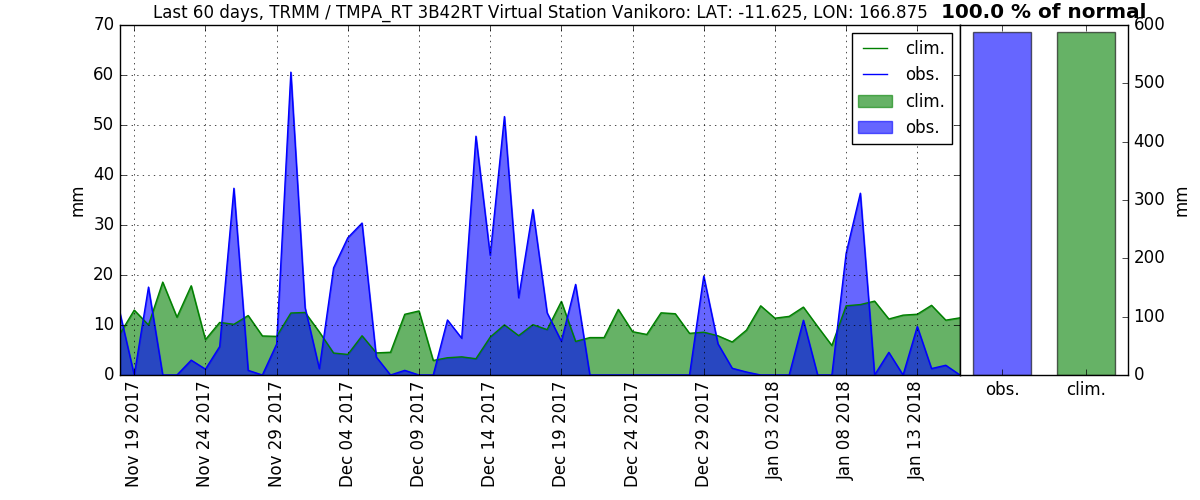 Last 60 days, TRMM / TMPA_RT 3B42RT Virtual Station Vanikoro: LAT: -11.625, LON: 166.875
100.0 % of normal
70
60
50
40
30
20
10
0
mm
clim.
obs.
clim.
obs.
600
500
400
300
200
100
0
mm
Nov 19 2017
Nov 24 2017
Nov 29 2017
Dec 04 2017
Dec 09 2017
Dec 14 2017
Dec 19 2017
Dec 24 2017
Dec 29 2017
Jan 03 2018
Jan 08 2018
Jan 13 2018
obs.
clim.